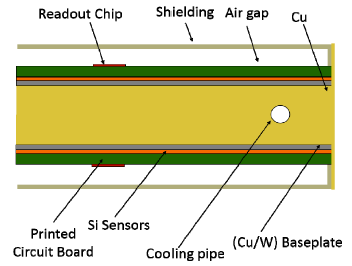 Readout Chip
Shielding
Air gap
Cu
Printed
Circuit Board
Si Sensors
Cooling pipe
(Cu/W) Baseplate